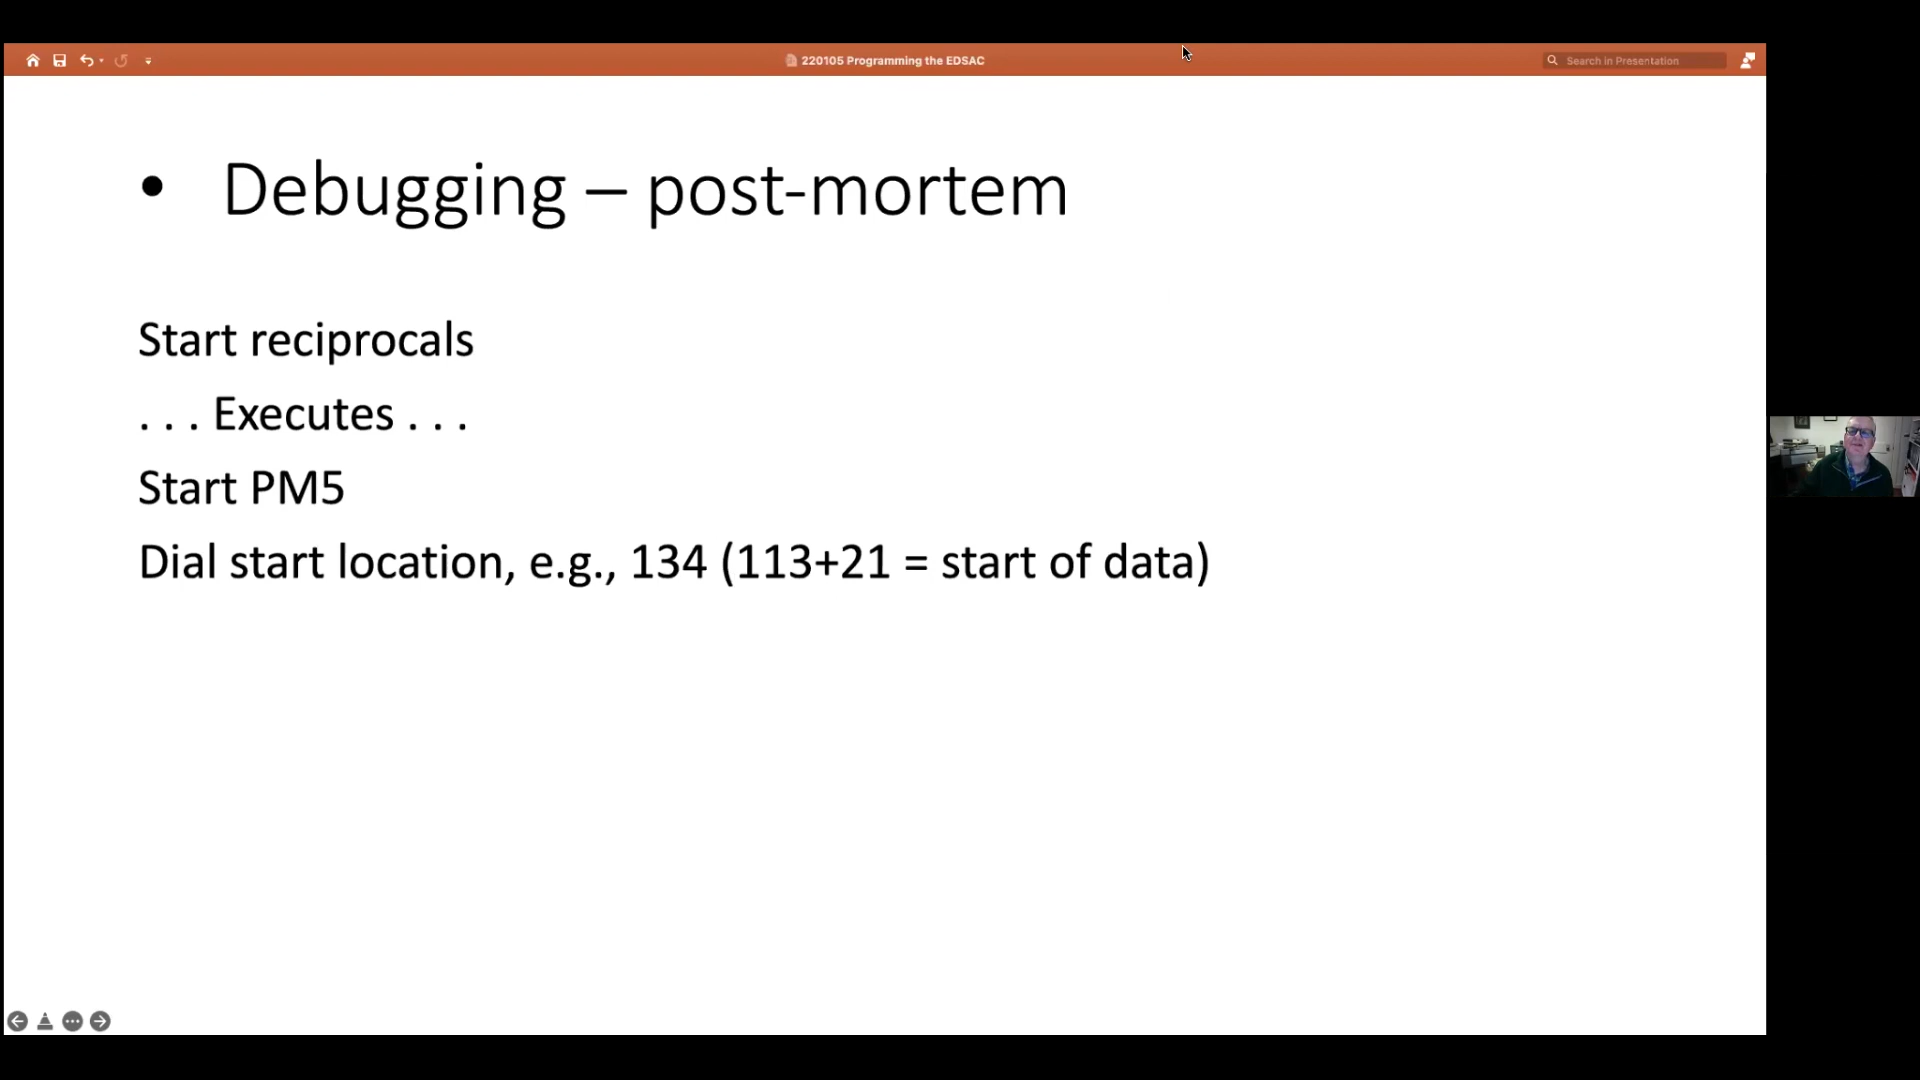 220105 Programming the EDSAC
Search in Presentation
• Debugging – post-mortem
Start reciprocals
. . . Executes . . .
Start PM5
Dial start location, e.g., 134 (113+21 = start of data)